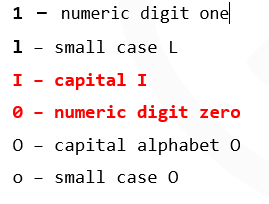 1 – numeric digit one
l – small case L
I – capital I
0 – numeric digit zero
O – capital alphabet O
o – small case O